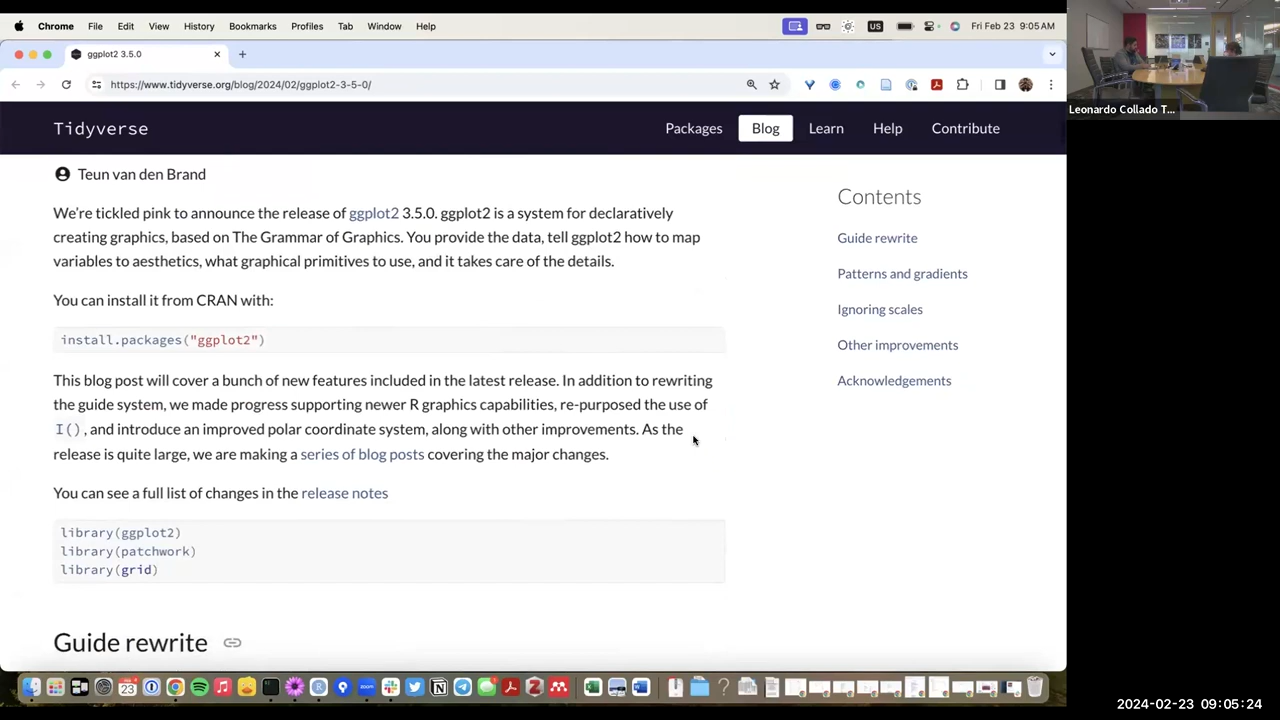 Chrome File Edit View History Bookmarks Profiles Tab Window Help US Fri Feb 23 9:05 AM
ggplot2 3.5.0
https://www.tidyverse.org/blog/2024/02/ggplot2-3-5-0/
Leonardo Collado T...
Tidyverse Packages Blog Learn Help Contribute
Teun van den Brand
We're tickled pink to announce the release of ggplot2 3.5.0. ggplot2 is a system for declaratively
creating graphics, based on The Grammar of Graphics. You provide the data, tell ggplot2 how to map
variables to aesthetics, what graphical primitives to use, and it takes care of the details.
You can install it from CRAN with:
install.packages("ggplot2")
This blog post will cover a bunch of new features included in the latest release. In addition to rewriting
the guide system, we made progress supporting newer R graphics capabilities, re-purposed the use of
I(), and introduce an improved polar coordinate system, along with other improvements. As the
release is quite large, we are making a series of blog posts covering the major changes.
You can see a full list of changes in the release notes
library(ggplot2)
library(patchwork)
library(grid)
Guide rewrite
Contents
Guide rewrite
Patterns and gradients
Ignoring scales
Other improvements
Acknowledgements
23
zoom
2024-02-23 09:05:24